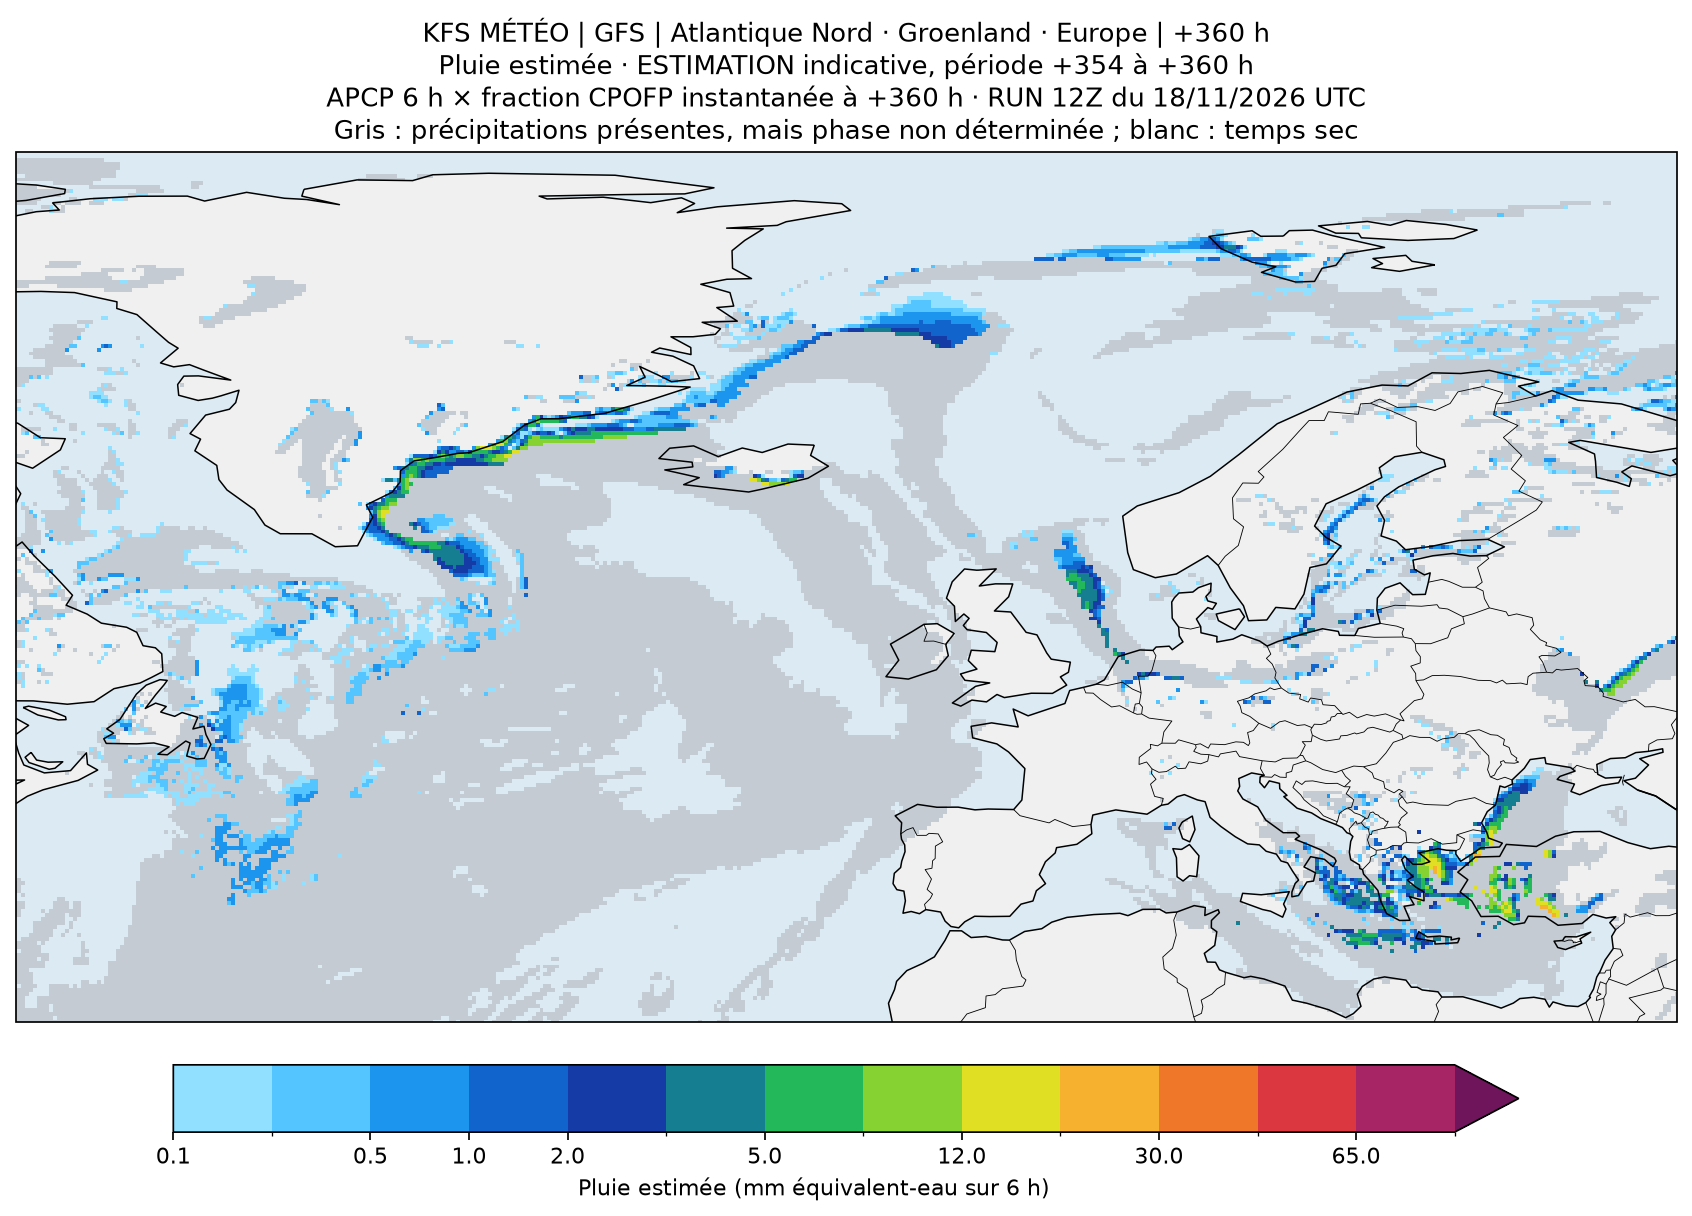 KFS MÉTÉO | GFS | Atlantique Nord · Groenland · Europe | +360 h
Pluie estimée · ESTIMATION indicative, période +354 à +360 h
APCP 6 h × fraction CPOFP instantanée à +360 h · RUN 12Z du 18/11/2026 UTC
Gris : précipitations présentes, mais phase non déterminée ; blanc : temps sec
0.1 0.5 1.0 2.0 5.0 12.0 30.0 65.0
Pluie estimée (mm équivalent-eau sur 6 h)